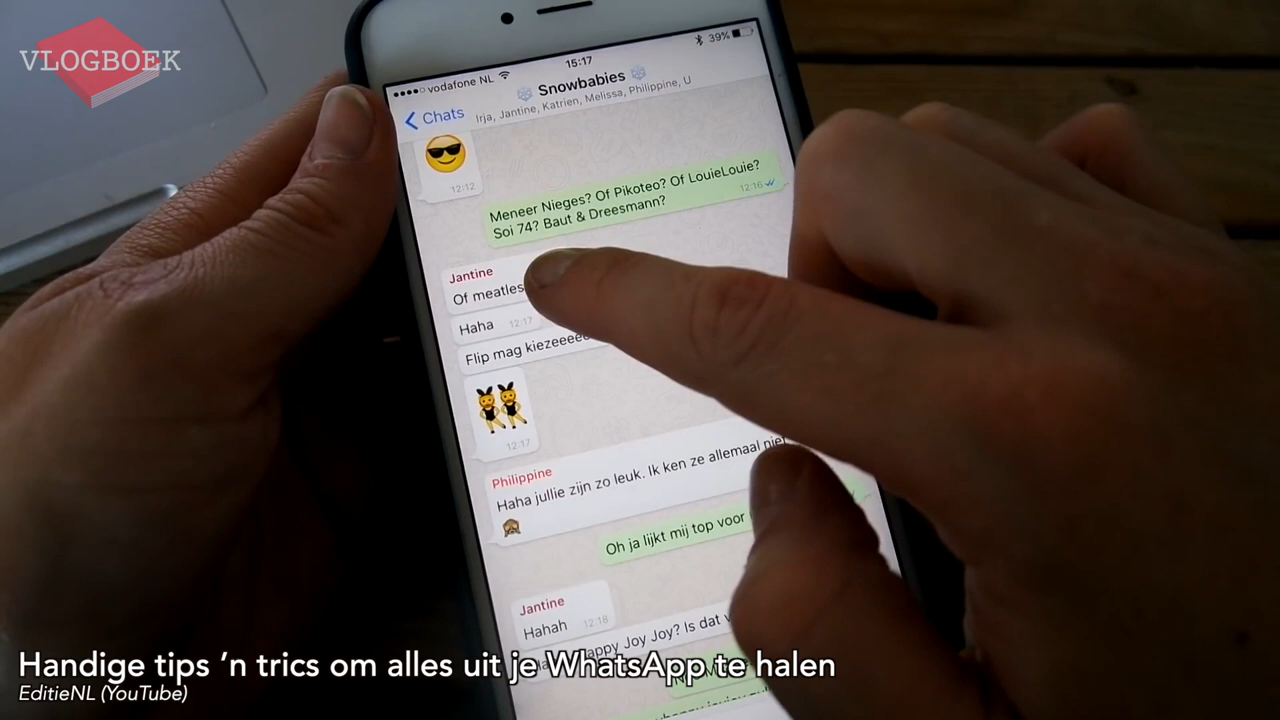 VLOGBOEK
vodafone NL
15:17
39%
Chats
Snowbabies
Irja, Jantine, Katrien, Melissa, Philippine, U
12:12
Meneer Nieges? Of Pikoteo? Of LouieLouie?
Soi 74? Baut & Dreesmann?
12:16
Jantine
Of meatles
Haha 12:17
Flip mag
12:17
Philippine
Haha jullie zijn zo leuk. Ik ken ze allemaal
Oh ja lijkt mij top voor
Jantine
Hahah 12:18
Happy Joy Joy? Is dat
Handige tips 'n trics om alles uit je WhatsApp te halen
EditieNL (YouTube)